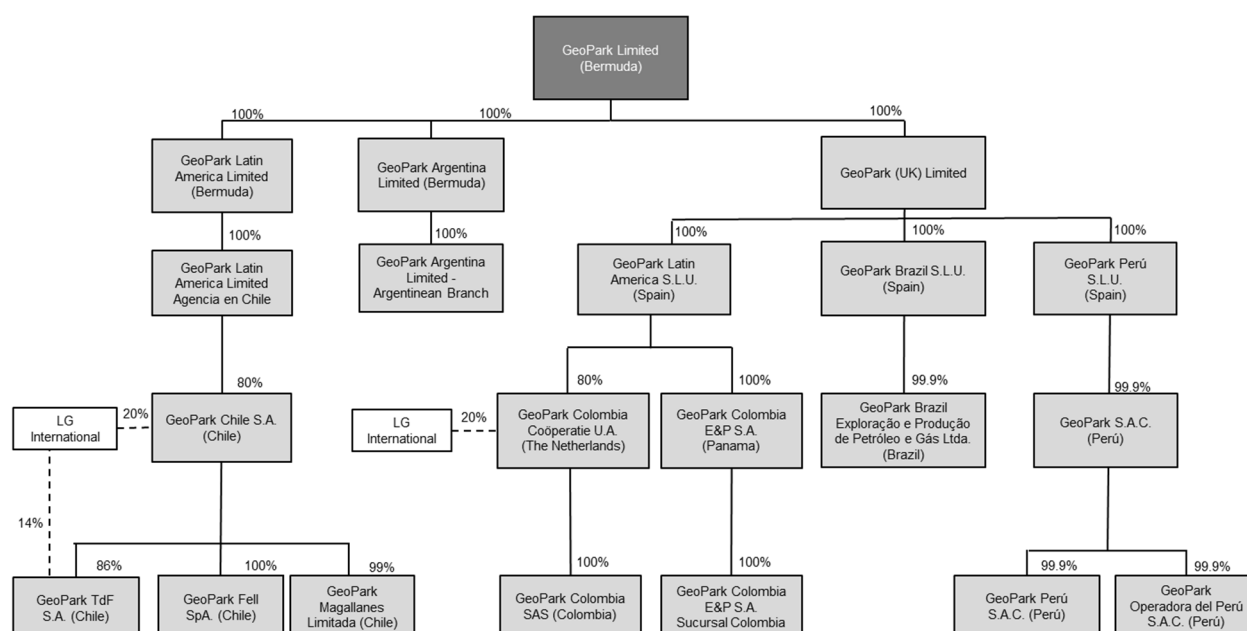 GeoPark Limited
(Bermuda)
100%
100%
100%
GeoPark Latin
America Limited
(Bermuda)
GeoPark Argentina
Limited (Bermuda)
GeoPark (UK) Limited
100%
100%
100%
100%
100%
GeoPark Latin
America Limited
Agencia en Chile
GeoPark Argentina
Limited -
Argentinean Branch
GeoPark Latin
America S.L.U.
(Spain)
GeoPark Brazil S.L.U.
(Spain)
GeoPark Perú
S.L.U.
(Spain)
80%
80%
100%
99.9%
99.9%
LG
International
20%
GeoPark Chile S.A.
(Chile)
LG
International
20%
GeoPark Colombia
Coöperatie U.A.
(The Netherlands)
GeoPark Colombia
E&P S.A.
(Panama)
GeoPark Brazil
Exploração e Produção
de Petróleo e Gás Ltda.
(Brazil)
GeoPark S.A.C.
(Perú)
14%
86%
100%
99%
100%
100%
99.9%
99.9%
GeoPark TdF
S.A. (Chile)
GeoPark Fell
SpA. (Chile)
GeoPark
Magallanes
Limitada (Chile)
GeoPark Colombia
SAS (Colombia)
GeoPark Colombia
E&P S.A.
Sucursal Colombia
GeoPark Perú
S.A.C. (Perú)
GeoPark
Operadora del Perú
S.A.C. (Perú)